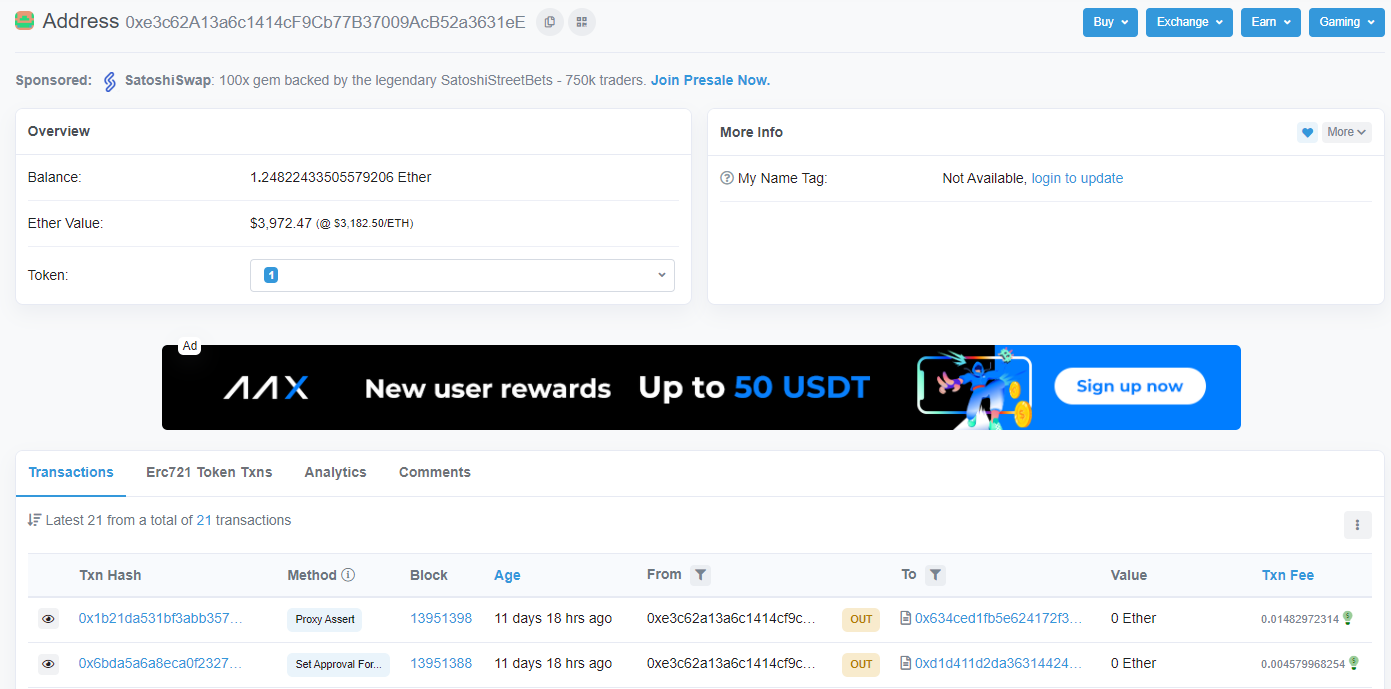 Address 0xe3c62A13a6c1414cF9Cb77B37009AcB52a3631eE Buy Exchange Earn Gaming
Sponsored: SatoshiSwap: 100x gem backed by the legendary SatoshiStreetBets - 750k traders. Join Presale Now.
Overview
Balance: 1.24822433505579206 Ether
Ether Value: $3,972.47 (@ $3,182.50/ETH)
Token: 1
More Info More
My Name Tag: Not Available, login to update
Ad
AAX New user rewards Up to 50 USDT Sign up now
Transactions Erc721 Token Txns Analytics Comments
Latest 21 from a total of 21 transactions
Txn Hash Method Block Age From To Value Txn Fee
0x1b21da531bf3abb357... Proxy Assert 13951398 11 days 18 hrs ago 0xe3c62a13a6c1414cf9c... OUT 0x634ced1fb5e624172f3... 0 Ether 0.01482972314
0x6bda5a6a8eca0f2327... Set Approval For... 13951388 11 days 18 hrs ago 0xe3c62a13a6c1414cf9c... OUT 0xd1d411d2da36314424... 0 Ether 0.004579968254